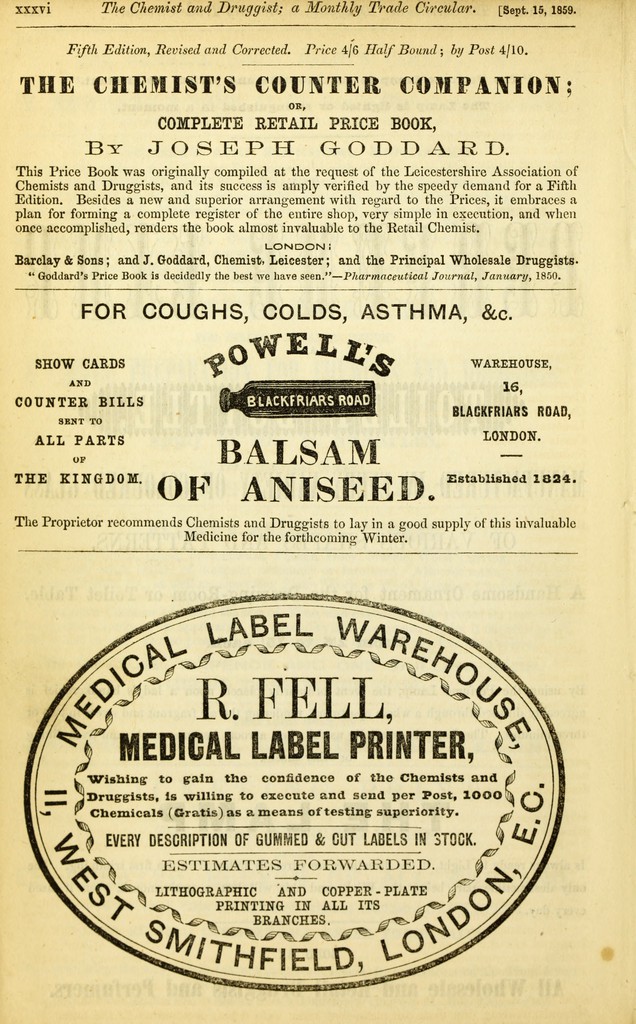 xxxvi The Chemist and Druggist; a Monthly Trade Circular. [Sept. 15, 1859.
Fifth Edition, Revised and Corrected. Price 4/6 Half Bound; by Post 4/10.
THE CHEMIST'S COUNTER COMPANION;
OR,
COMPLETE RETAIL PRICE BOOK,
BY JOSEPH GODDARD.
This Price Book was originally compiled at the request of the Leicestershire Association of
Chemists and Druggists, and its success is amply verified by the speedy demand for a Fifth
Edition. Besides a new and superior arrangement with regard to the Prices, it embraces a
plan for forming a complete register of the entire shop, very simple in execution, and when
once accomplished, renders the book almost invaluable to the Retail Chemist.
LONDON:
Barclay & Sons; and J. Goddard, Chemist, Leicester; and the Principal Wholesale Druggists.
"Goddard's Price Book is decidedly the best we have seen."—Pharmaceutical Journal, January, 1850.
FOR COUGHS, COLDS, ASTHMA, &c.
SHOW CARDS
AND
COUNTER BILLS
SENT TO
ALL PARTS
OF
THE KINGDOM.
POWELL'S
BLACKFRIARS ROAD
BALSAM
OF ANISEED.
WAREHOUSE,
16,
BLACKFRIARS ROAD,
LONDON.
Established 1824.
The Proprietor recommends Chemists and Druggists to lay in a good supply of this invaluable
Medicine for the forthcoming Winter.
MEDICAL LABEL WAREHOUSE,
R. FELL,
MEDICAL LABEL PRINTER,
Wishing to gain the confidence of the Chemists and
Druggists, is willing to execute and send per Post, 1000
Chemicals (Gratis) as a means of testing superiority.
EVERY DESCRIPTION OF GUMMED & CUT LABELS IN STOCK.
ESTIMATES FORWARDED.
LITHOGRAPHIC AND COPPER-PLATE
PRINTING IN ALL ITS
BRANCHES.
11, WEST SMITHFIELD, LONDON, E.C.